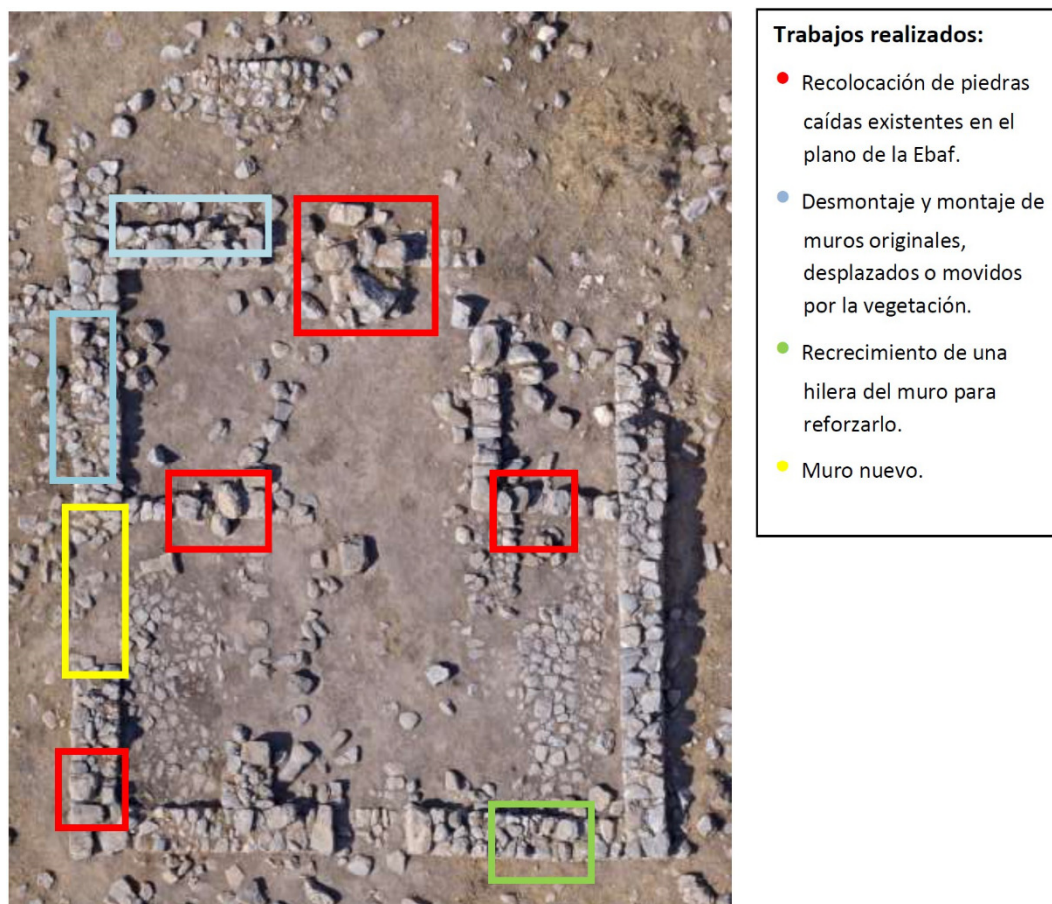 Trabajos realizados:
Recolocación de piedras
caídas existentes en el
plano de la Ebaf.
Desmontaje y montaje de
muros originales,
desplazados o movidos
por la vegetación.
Recrecimiento de una
hilera del muro para
reforzarlo.
Muro nuevo.